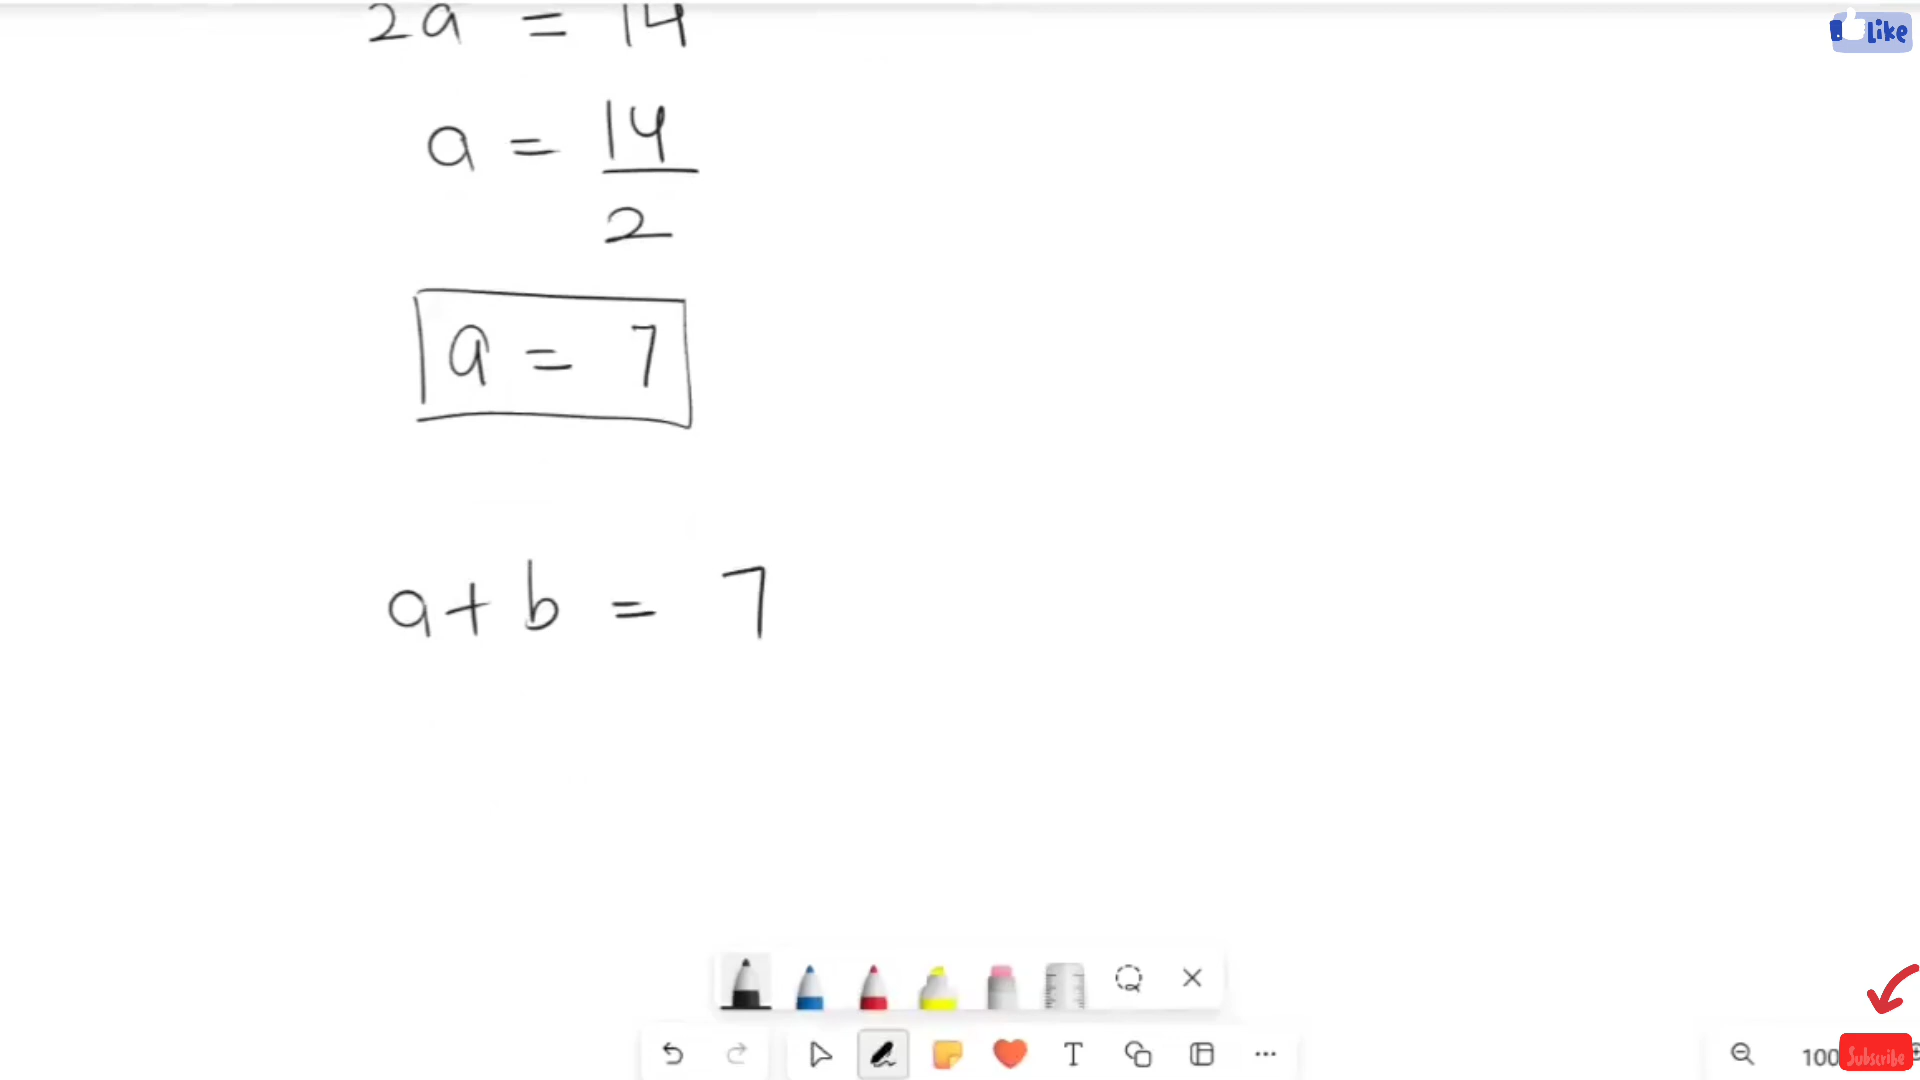 2a = 14
a = 14
2
a = 7
a + b = 7
Like
T
100
Subscribe